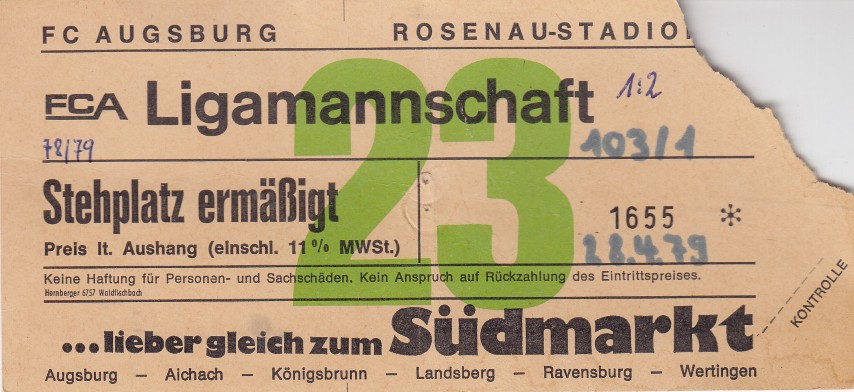 FC AUGSBURG ROSENAU-STADION
FCA Ligamannschaft 1:2
23
78/79 103/1
Stehplatz ermäßigt
1655 *
Preis lt. Aushang (einschl. 11% MWSt.) 28.4.79
Keine Haftung für Personen- und Sachschäden. Kein Anspruch auf Rückzahlung des Eintrittspreises.
Hornberger 6757 Waldfischbach
KONTROLLE
...lieber gleich zum Südmarkt
Augsburg – Aichach – Königsbrunn – Landsberg – Ravensburg – Wertingen